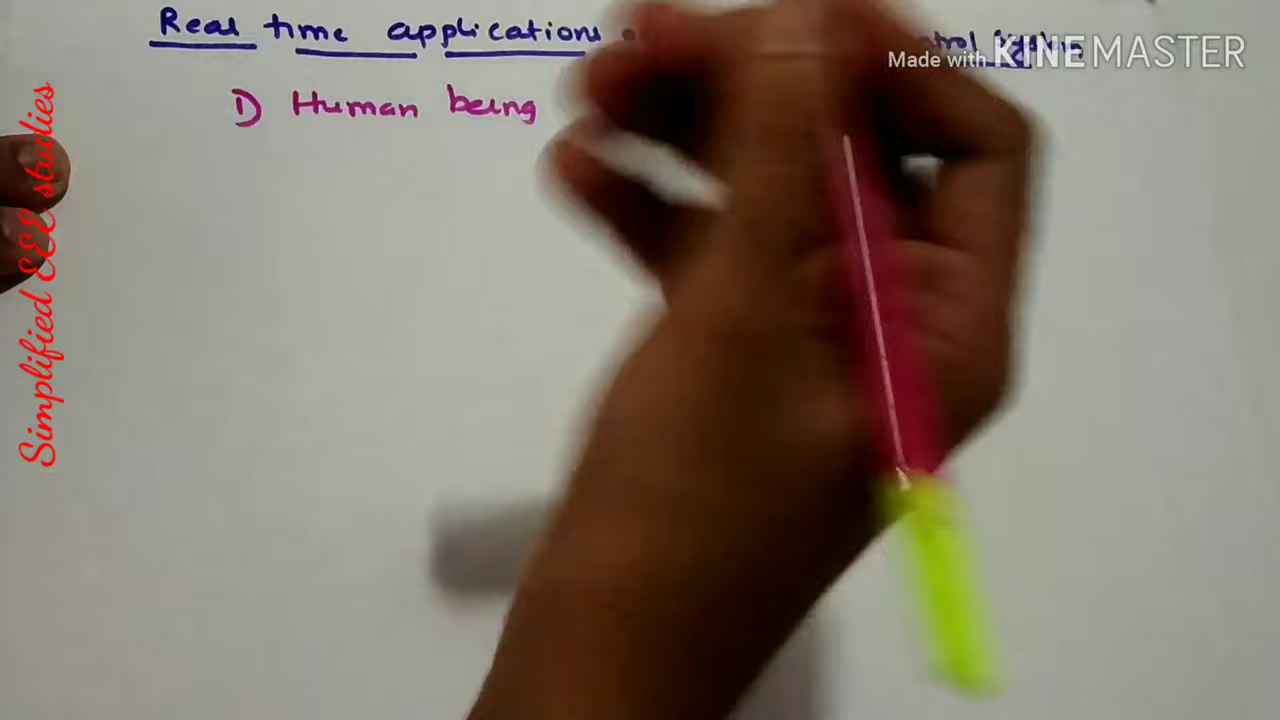 Real time applications
Made with KINEMASTER
1) Human being
Simplified EEE studies